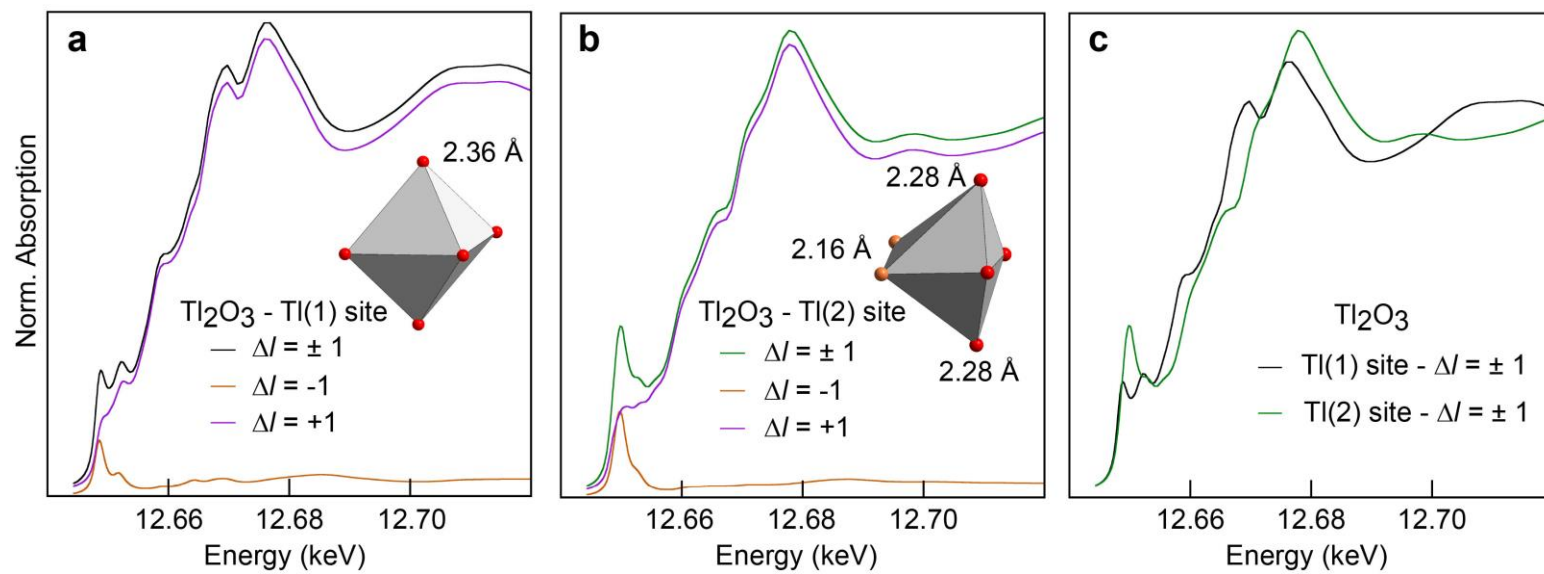 Norm. Absorption
a
2.36 Å
Tl₂O₃ - Tl(1) site
Δl = ± 1
Δl = -1
Δl = +1
12.66
12.68
12.70
Energy (keV)
b
2.28 Å
2.16 Å
Tl₂O₃ - Tl(2) site
Δl = ± 1
Δl = -1
Δl = +1
2.28 Å
12.66
12.68
12.70
Energy (keV)
c
Tl₂O₃
Tl(1) site - Δl = ± 1
Tl(2) site - Δl = ± 1
12.66
12.68
12.70
Energy (keV)